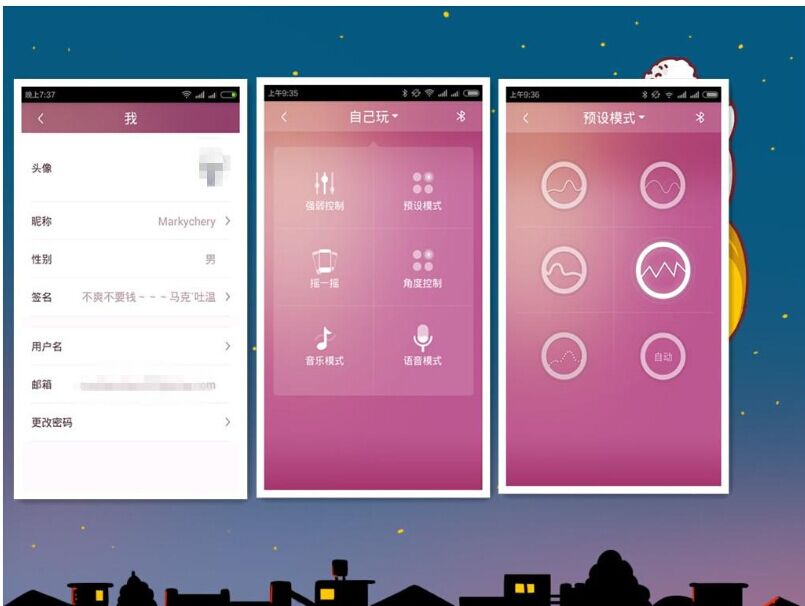 晚上7:37
我
头像
昵称 Markychery
性别 男
签名 不爽不要钱~~~马克¨吐温
用户名
邮箱 com
更改密码
上午9:35
自己玩
强弱控制 预设模式
摇一摇 角度控制
音乐模式 语音模式
上午9:36
预设模式
自动